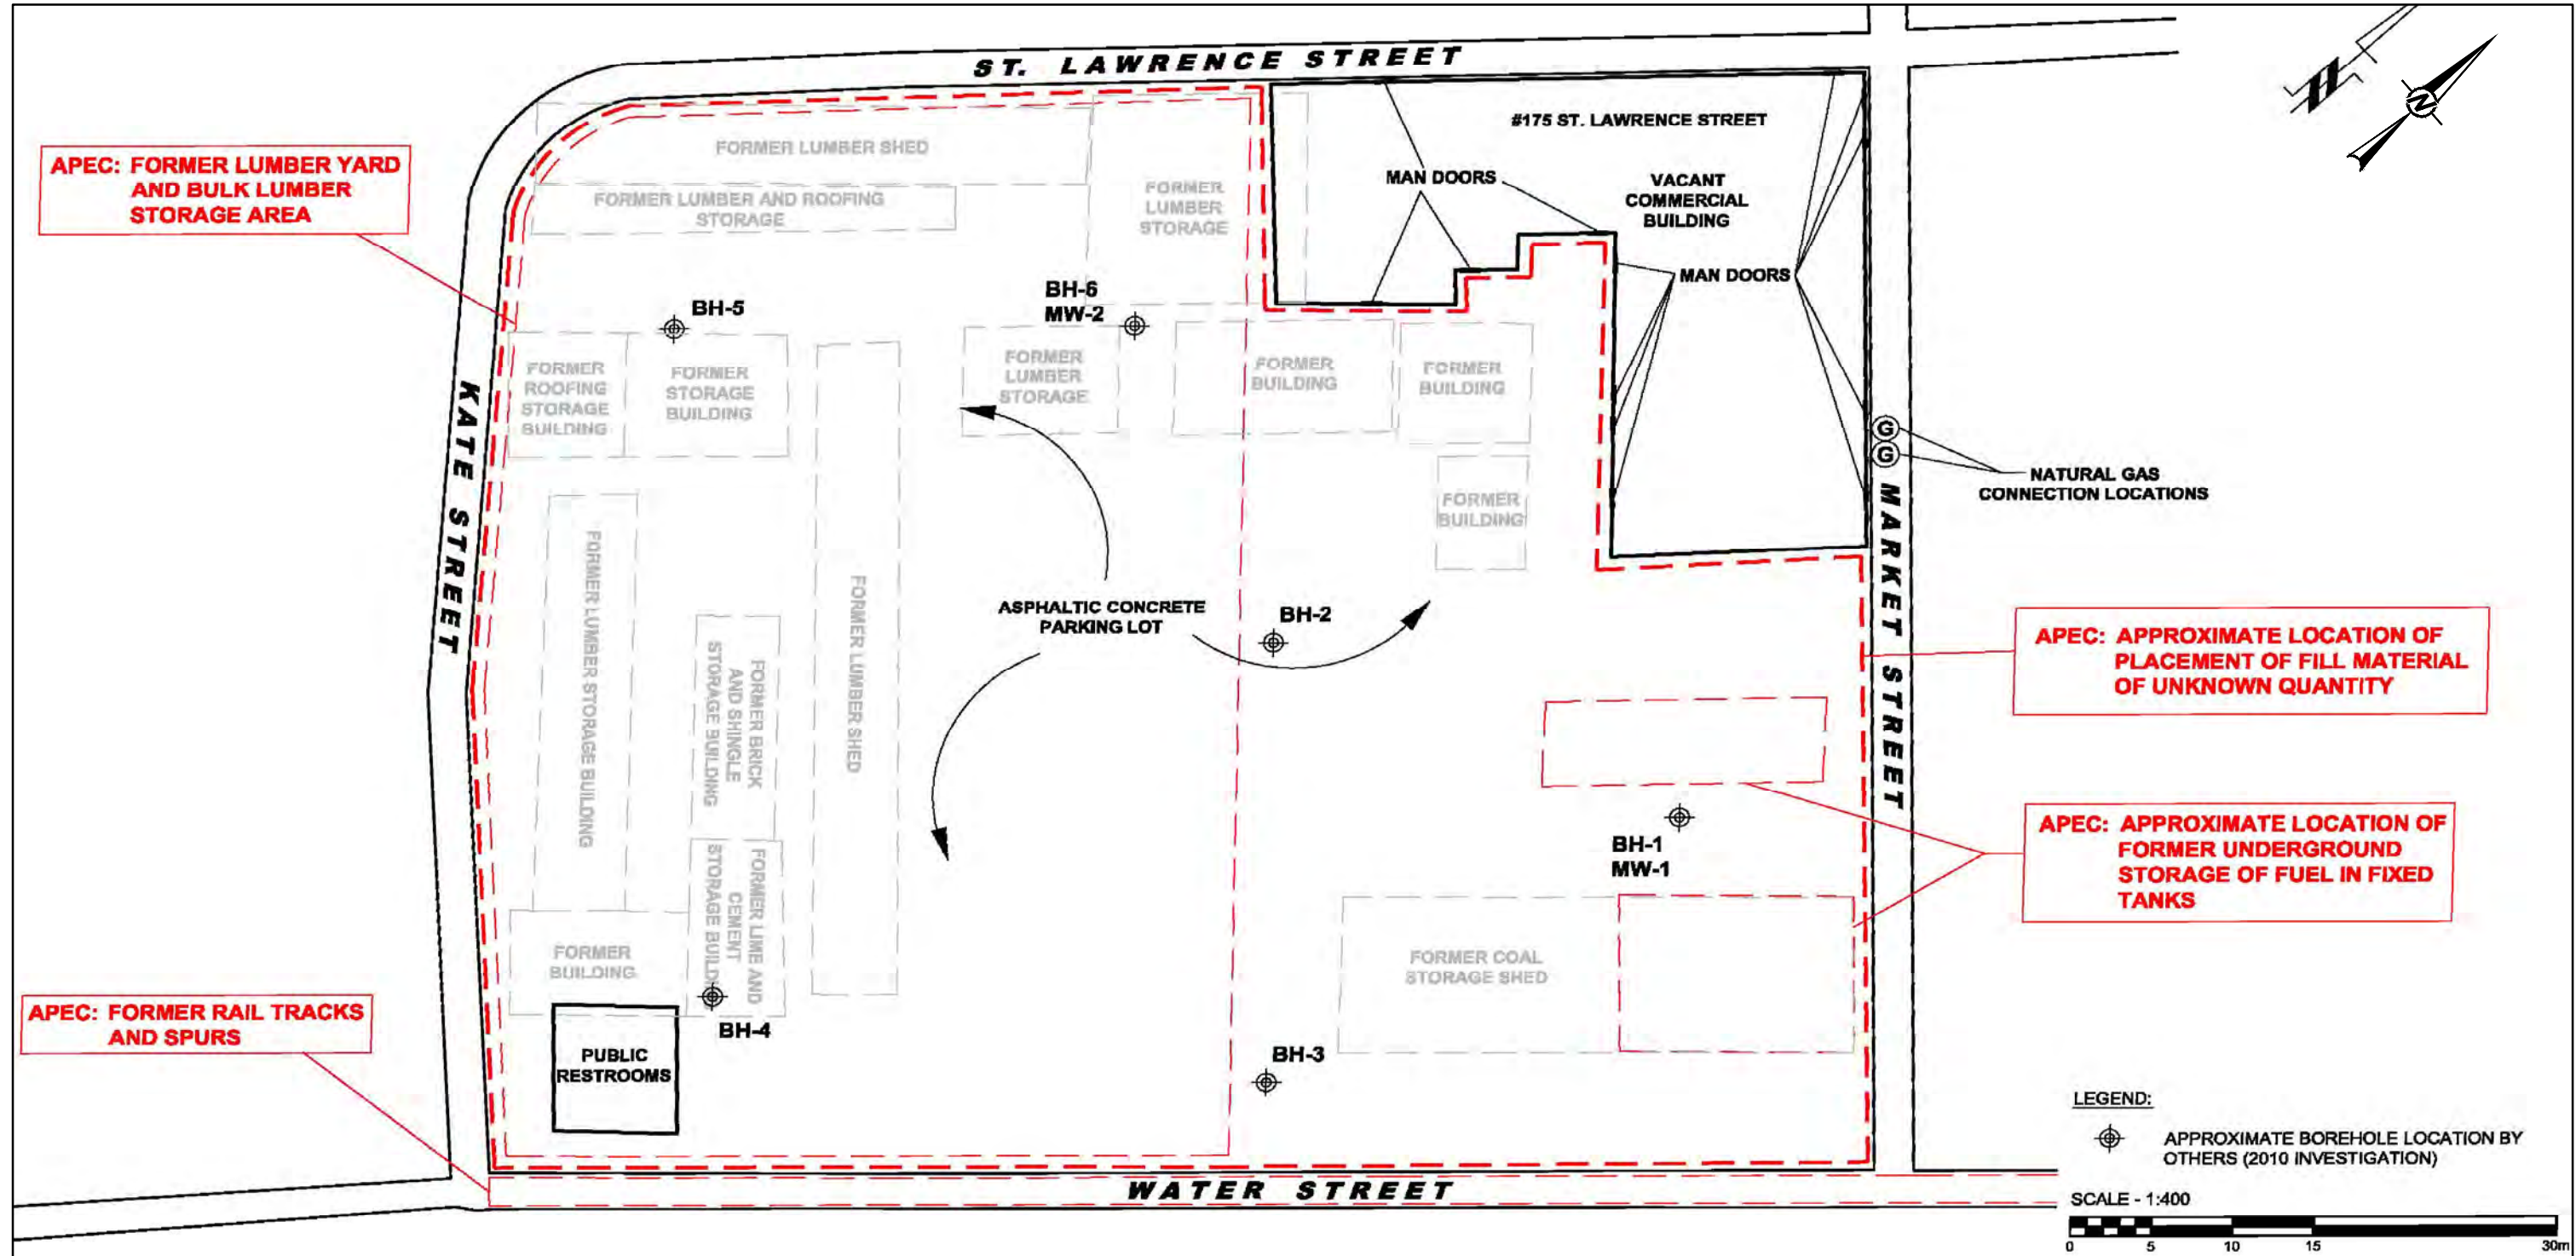 ST. LAWRENCE STREET
N
#175 ST. LAWRENCE STREET
APEC: FORMER LUMBER YARD
AND BULK LUMBER
STORAGE AREA
FORMER LUMBER SHED
FORMER LUMBER AND ROOFING
STORAGE
FORMER
LUMBER
STORAGE
MAN DOORS
VACANT
COMMERCIAL
BUILDING
MAN DOORS
BH-5
BH-6
MW-2
FORMER
ROOFING
STORAGE
BUILDING
FORMER
STORAGE
BUILDING
FORMER
LUMBER
STORAGE
FORMER
BUILDING
FORMER
BUILDING
FORMER
BUILDING
G
G
NATURAL GAS
CONNECTION LOCATIONS
KATE STREET
MARKET STREET
FORMER LUMBER STORAGE BUILDING
FORMER BRICK
AND SHINGLE
STORAGE BUILDING
FORMER LUMBER SHED
ASPHALTIC CONCRETE
PARKING LOT
BH-2
APEC: APPROXIMATE LOCATION OF
PLACEMENT OF FILL MATERIAL
OF UNKNOWN QUANTITY
APEC: APPROXIMATE LOCATION OF
FORMER UNDERGROUND
STORAGE OF FUEL IN FIXED
TANKS
BH-1
MW-1
FORMER LIME AND
CEMENT
STORAGE BUILD
FORMER
BUILDING
FORMER COAL
STORAGE SHED
APEC: FORMER RAIL TRACKS
AND SPURS
BH-4
PUBLIC
RESTROOMS
BH-3
WATER STREET
LEGEND:
APPROXIMATE BOREHOLE LOCATION BY
OTHERS (2010 INVESTIGATION)
SCALE - 1:400
0 5 10 15 30m